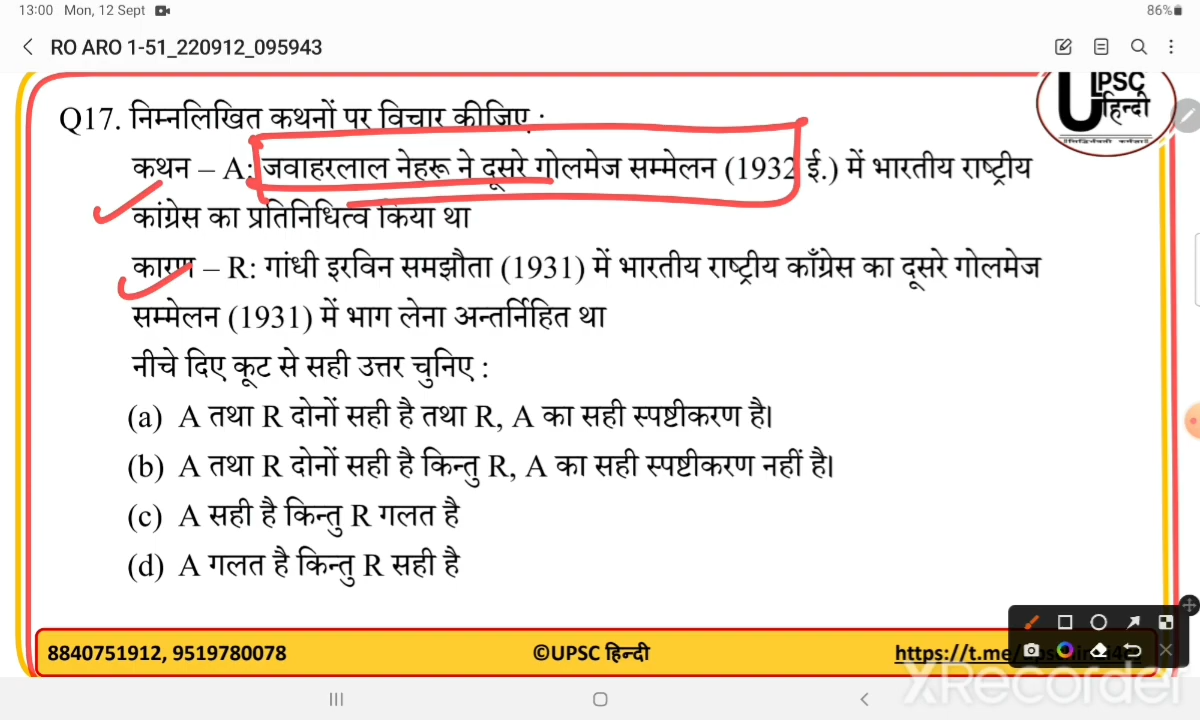 13:00 Mon, 12 Sept
86%
RO ARO 1-51_220912_095943
UPSC
हिन्दी
Q17. निम्नलिखित कथनों पर विचार कीजिए :
कथन – A: जवाहरलाल नेहरू ने दूसरे गोलमेज सम्मेलन (1932 ई.) में भारतीय राष्ट्रीय
कांग्रेस का प्रतिनिधित्व किया था
कारण – R: गांधी इरविन समझौता (1931) में भारतीय राष्ट्रीय काँग्रेस का दूसरे गोलमेज
सम्मेलन (1931) में भाग लेना अन्तर्निहित था
नीचे दिए कूट से सही उत्तर चुनिए :
(a) A तथा R दोनों सही है तथा R, A का सही स्पष्टीकरण है।
(b) A तथा R दोनों सही है किन्तु R, A का सही स्पष्टीकरण नहीं है।
(c) A सही है किन्तु R गलत है
(d) A गलत है किन्तु R सही है
8840751912, 9519780078
©UPSC हिन्दी
https://t.me/
XRecorder